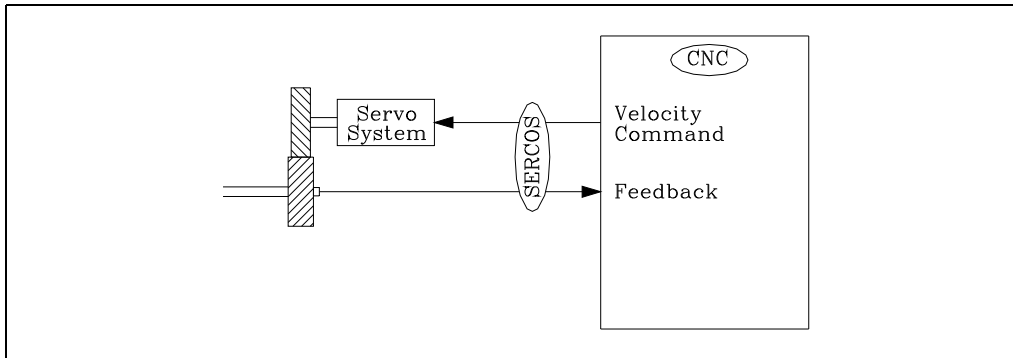 CNC
Servo
System
Velocity
Command
SERCOS
Feedback